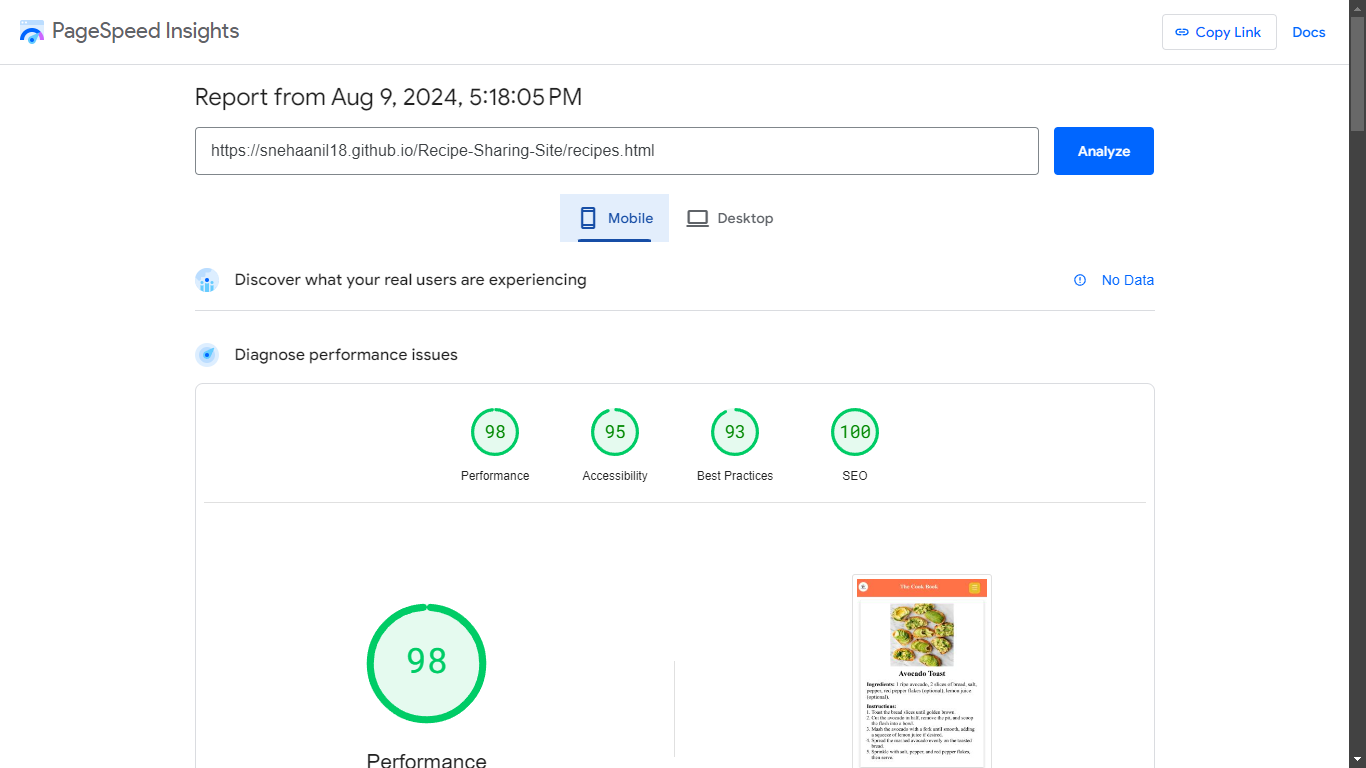 PageSpeed Insights
Copy Link
Docs
Report from Aug 9, 2024, 5:18:05 PM
https://snehaanil18.github.io/Recipe-Sharing-Site/recipes.html
Analyze
Mobile
Desktop
Discover what your real users are experiencing
No Data
Diagnose performance issues
98
95
93
100
Performance
Accessibility
Best Practices
SEO
98
Performance
The Cook Book
Avocado Toast
Ingredients: 1 ripe avocado, 2 slices of bread, salt,
pepper, red pepper flakes (optional), lemon juice
(optional).
Instructions:
1. Toast the bread slices until golden brown.
2. Cut the avocado in half, remove the pit, and scoop
the flesh into a bowl.
3. Mash the avocado with a fork until smooth, adding
a squeeze of lemon juice if desired.
4. Spread the mashed avocado evenly on the toasted
bread.
5. Sprinkle with salt, pepper, and red pepper flakes,
then serve.